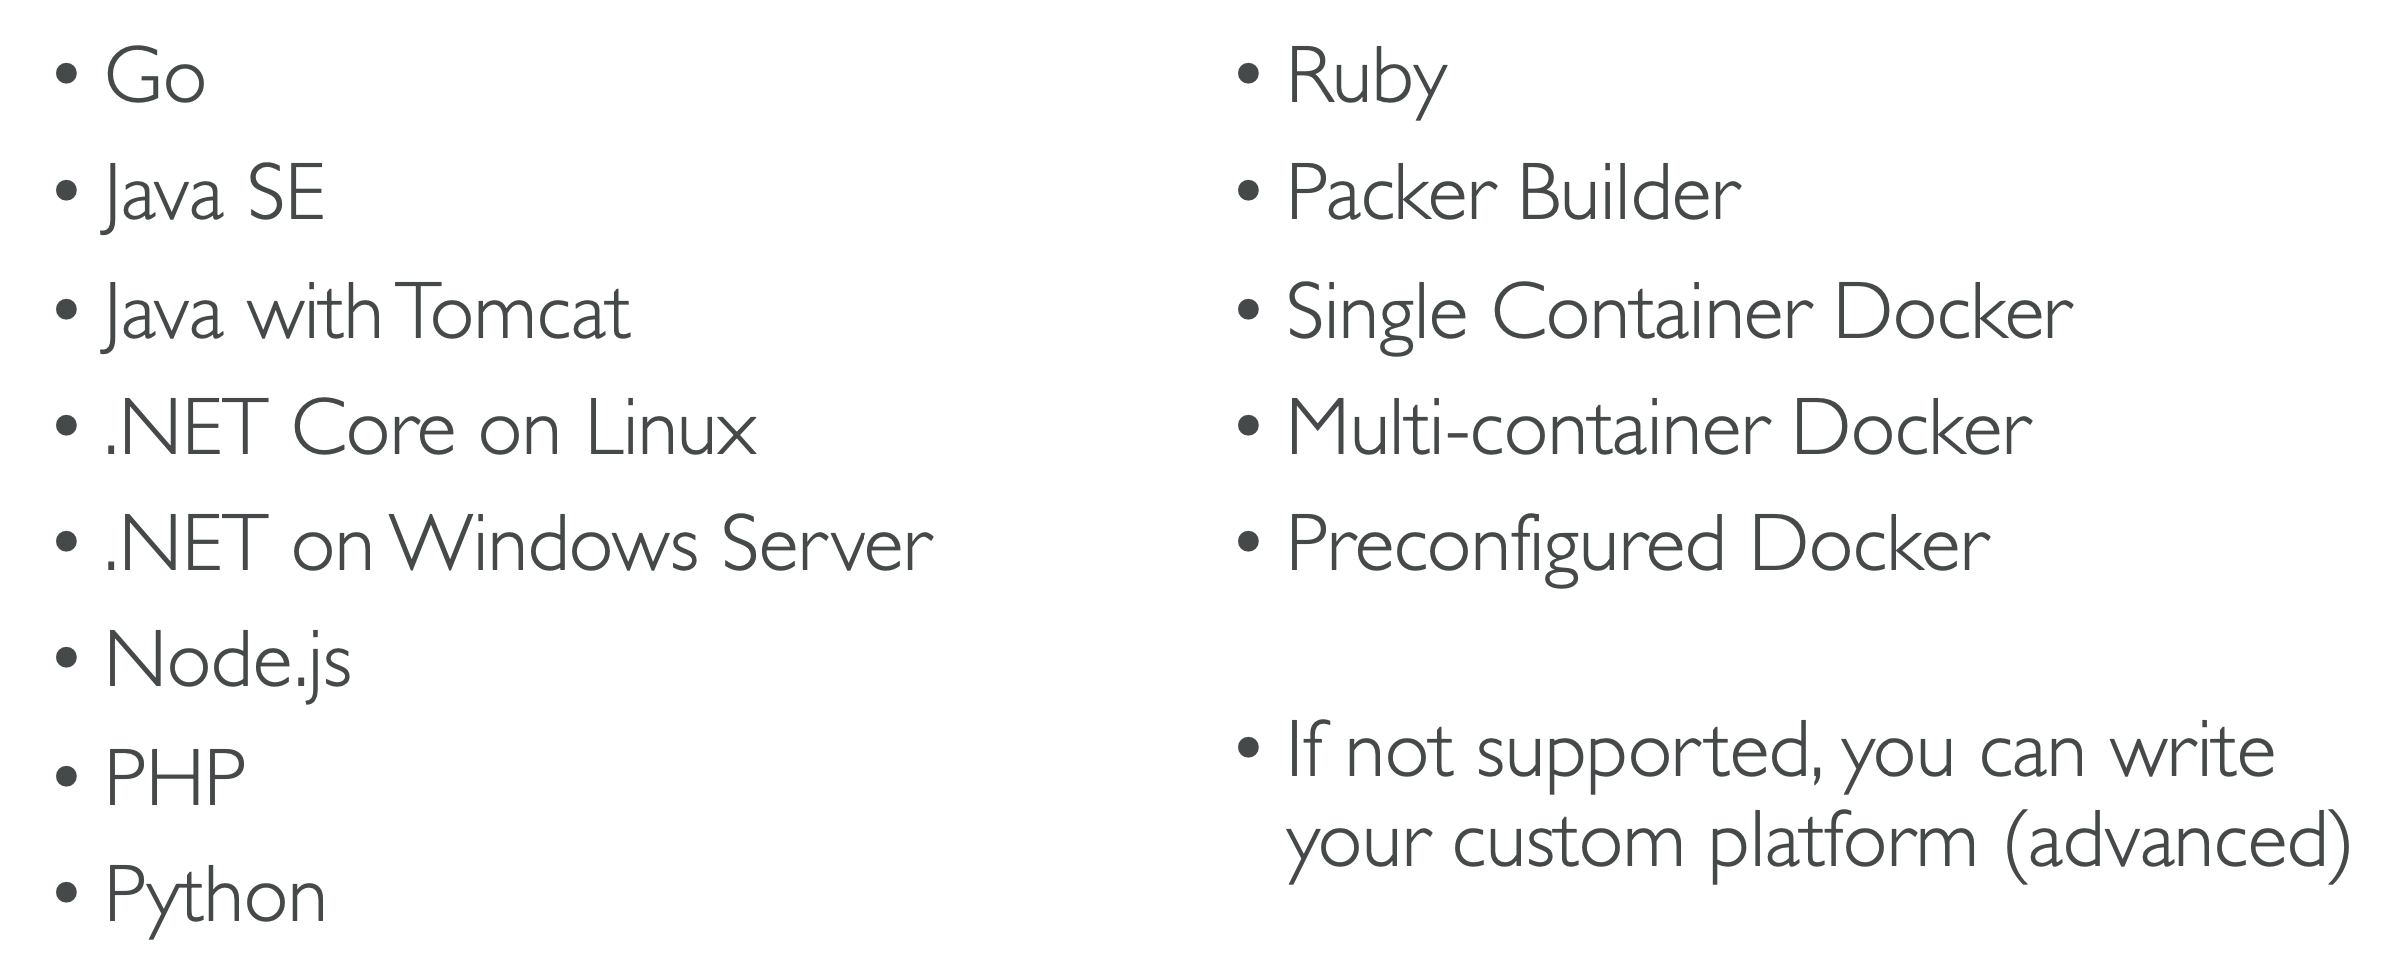 • Go
• Java SE
• Java with Tomcat
• .NET Core on Linux
• .NET on Windows Server
• Node.js
• PHP
• Python
• Ruby
• Packer Builder
• Single Container Docker
• Multi-container Docker
• Preconfigured Docker
• If not supported, you can write
your custom platform (advanced)